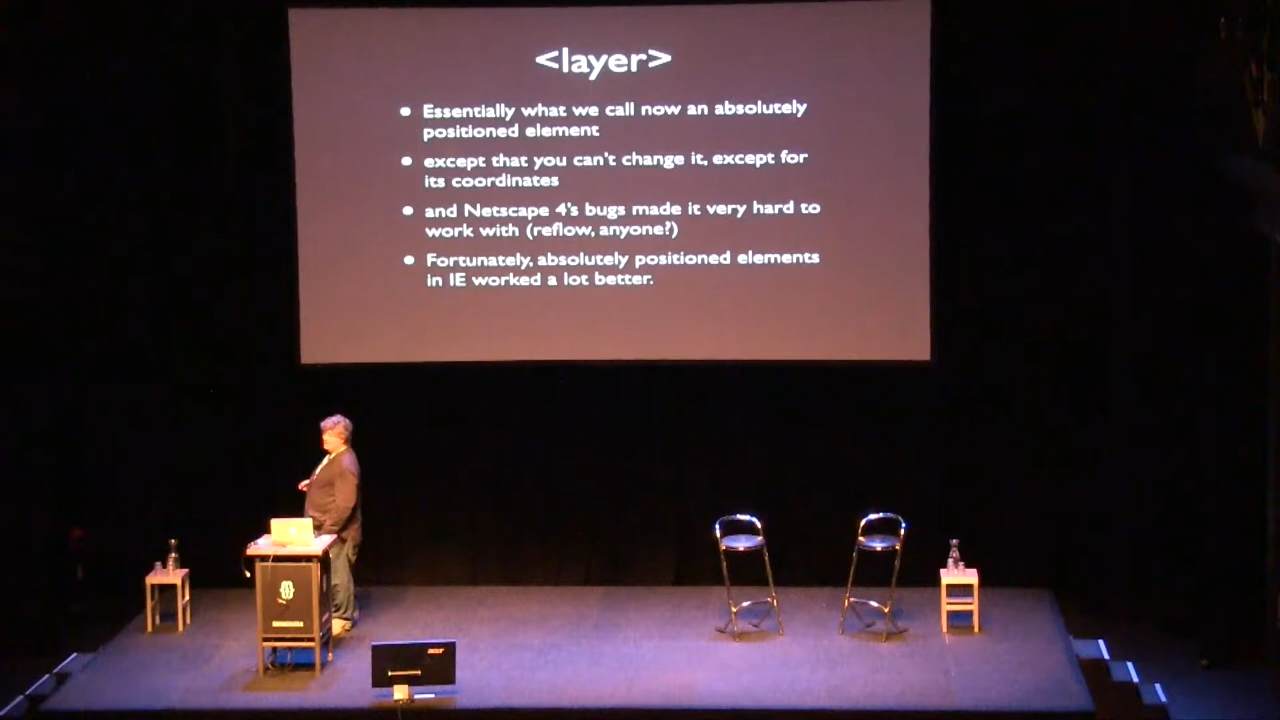 <layer>
• Essentially what we call now an absolutely
positioned element
• except that you can't change it, except for
its coordinates
• and Netscape 4's bugs made it very hard to
work with (reflow, anyone?)
• Fortunately, absolutely positioned elements
in IE worked a lot better.
acer